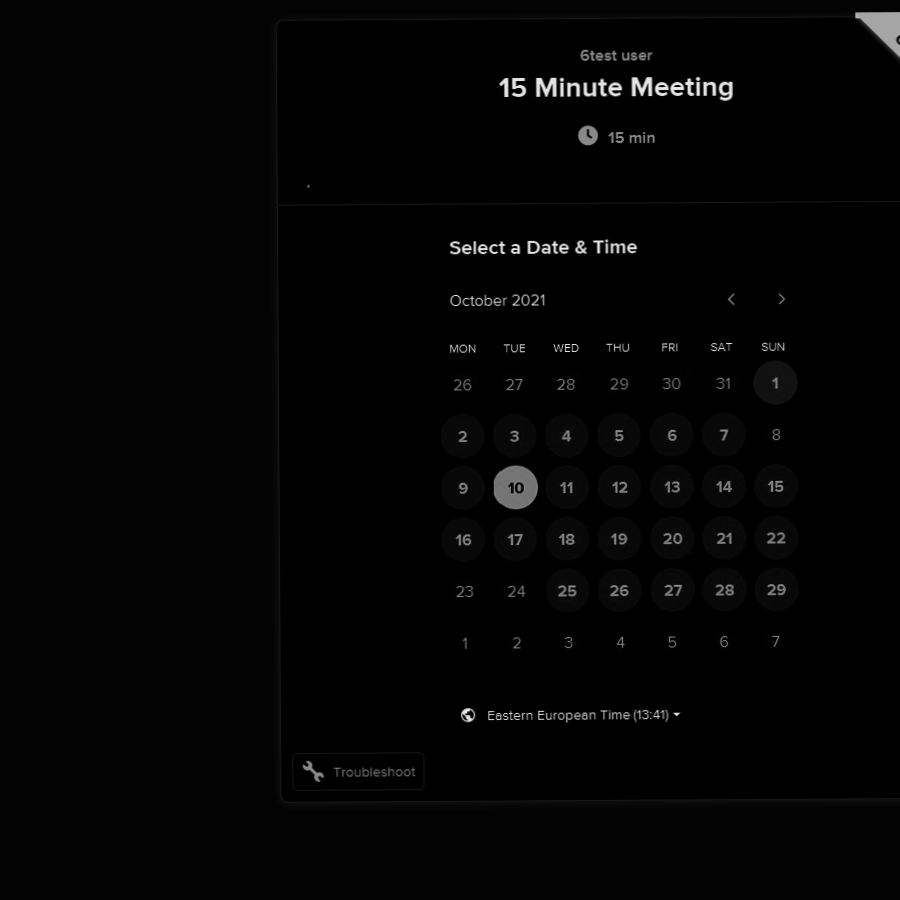 6test user
15 Minute Meeting
15 min
Select a Date & Time
October 2021
MON TUE WED THU FRI SAT SUN
26 27 28 29 30 31 1
2 3 4 5 6 7 8
9 10 11 12 13 14 15
16 17 18 19 20 21 22
23 24 25 26 27 28 29
1 2 3 4 5 6 7
Eastern European Time (13:41)
Troubleshoot